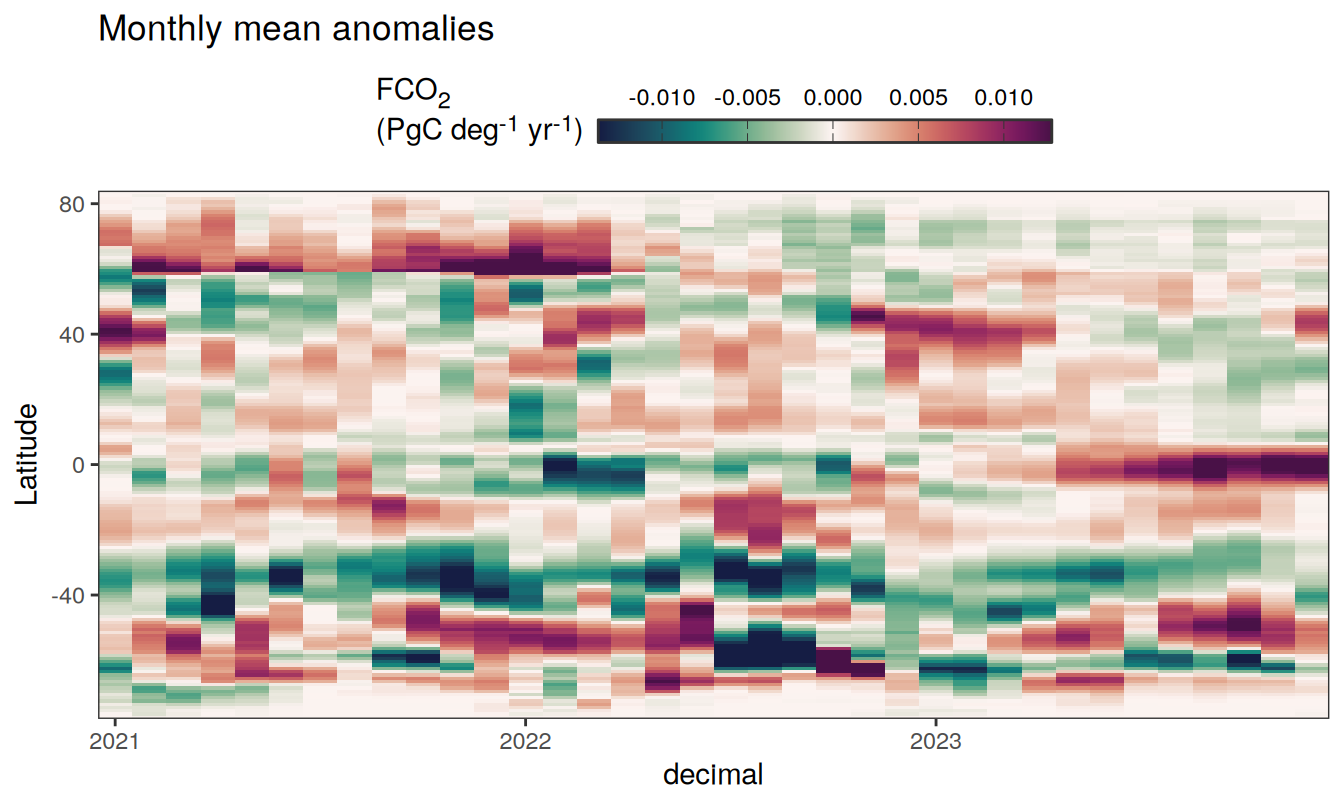 Monthly mean anomalies
FCO₂
(PgC deg⁻¹ yr⁻¹)
-0.010 -0.005 0.000 0.005 0.010
Latitude
80
40
0
-40
2021 2022 2023
decimal